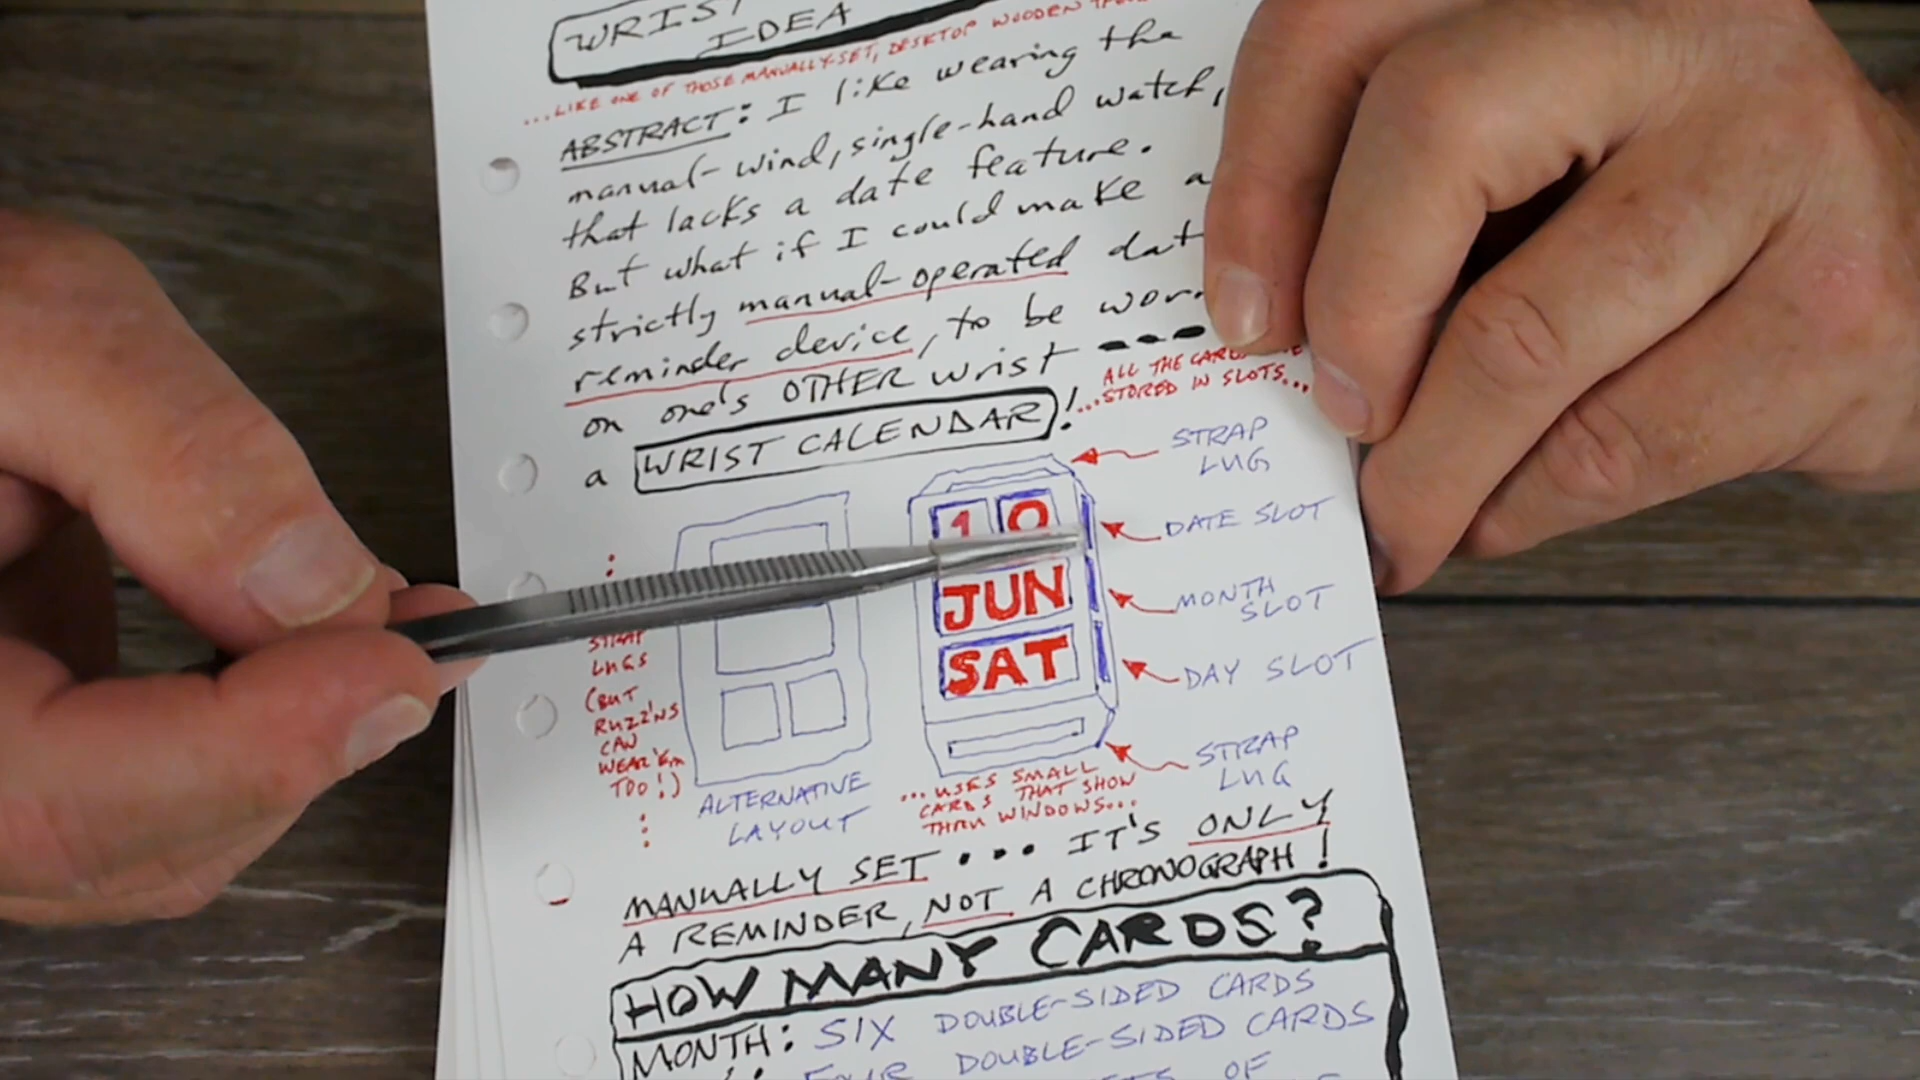 WRIST
IDEA
...LIKE ONE OF THOSE MANUALLY-SET, DESKTOP WOODEN
ABSTRACT: I like wearing the
manual-wind, single-hand watch,
that lacks a date feature.
But what if I could make a
strictly manual-operated
reminder device, to be
on one's OTHER wrist ---
a WRIST CALENDAR!
ALL THE
...STORED IN SLOTS...
STRAP
LUG
DATE SLOT
MONTH
SLOT
DAY SLOT
STRAP
LUG
10
JUN
SAT
STRAP
LUGS
(BUT
RUZZ'NS
CAN
WEAR 'EM
TOO!)
ALTERNATIVE
LAYOUT
...USES SMALL
CARDS THAT SHOW
THRU WINDOWS...
MANUALLY SET... IT'S ONLY
A REMINDER, NOT A CHRONOGRAPH!
HOW MANY CARDS?
MONTH: SIX DOUBLE-SIDED CARDS
FOUR DOUBLE-SIDED CARDS
OF